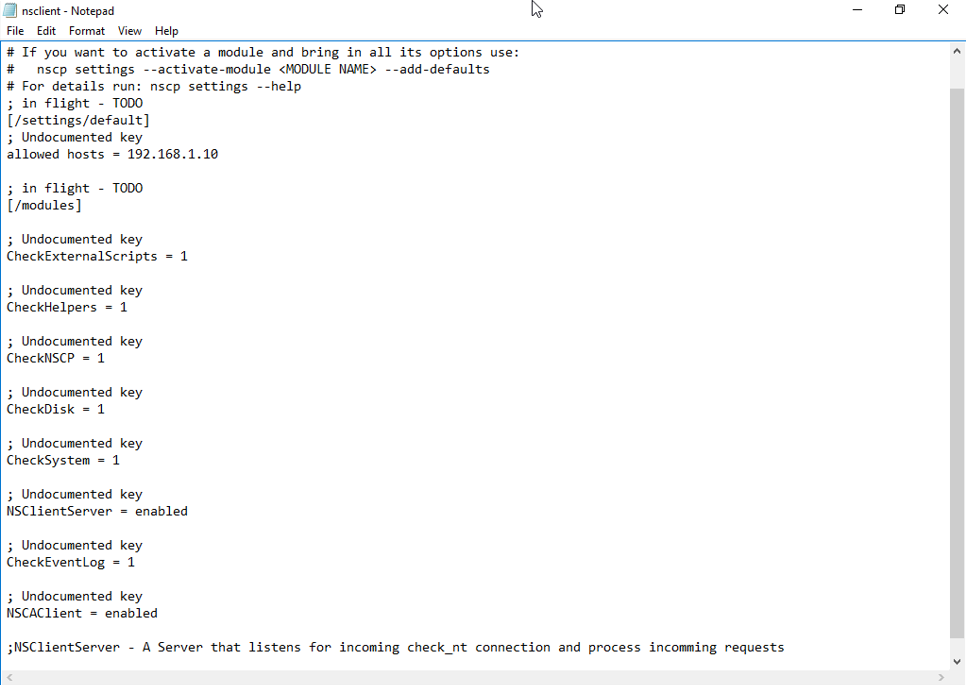 nsclient - Notepad
File Edit Format View Help
# If you want to activate a module and bring in all its options use:
#   nscp settings --activate-module <MODULE NAME> --add-defaults
# For details run: nscp settings --help
; in flight - TODO
[/settings/default]
; Undocumented key
allowed hosts = 192.168.1.10
; in flight - TODO
[/modules]
; Undocumented key
CheckExternalScripts = 1
; Undocumented key
CheckHelpers = 1
; Undocumented key
CheckNSCP = 1
; Undocumented key
CheckDisk = 1
; Undocumented key
CheckSystem = 1
; Undocumented key
NSClientServer = enabled
; Undocumented key
CheckEventLog = 1
; Undocumented key
NSCAClient = enabled
;NSClientServer - A Server that listens for incoming check_nt connection and process incomming requests